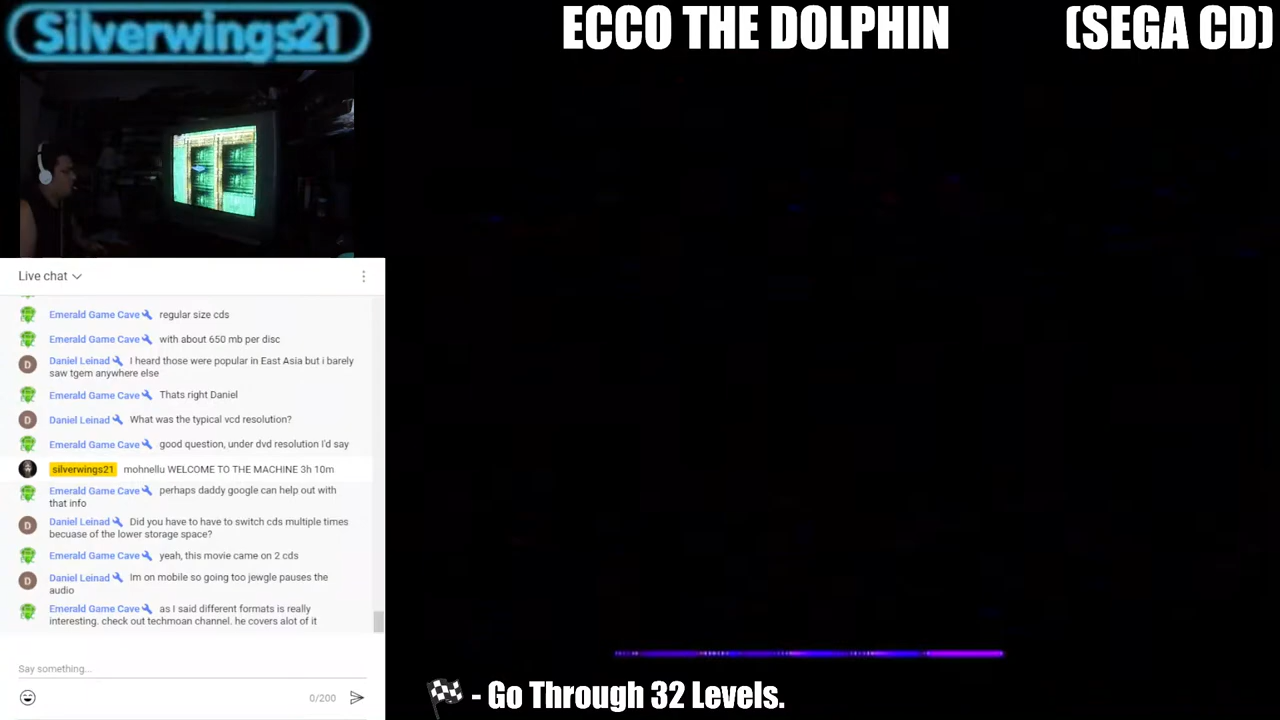 Silverwings21
ECCO THE DOLPHIN
(SEGA CD)
Live chat
Emerald Game Cave regular size cds
Emerald Game Cave with about 650 mb per disc
Daniel Leinad I heard those were popular in East Asia but i barely
saw tgem anywhere else
Emerald Game Cave Thats right Daniel
Daniel Leinad What was the typical vcd resolution?
Emerald Game Cave good question, under dvd resolution I'd say
silverwings21 mohnellu WELCOME TO THE MACHINE 3h 10m
Emerald Game Cave perhaps daddy google can help out with
that info
Daniel Leinad Did you have to have to switch cds multiple times
becuase of the lower storage space?
Emerald Game Cave yeah, this movie came on 2 cds
Daniel Leinad Im on mobile so going too jewgle pauses the
audio
Emerald Game Cave as I said different formats is really
interesting. check out techmoan channel. he covers alot of it
Say something...
0/200
- Go Through 32 Levels.